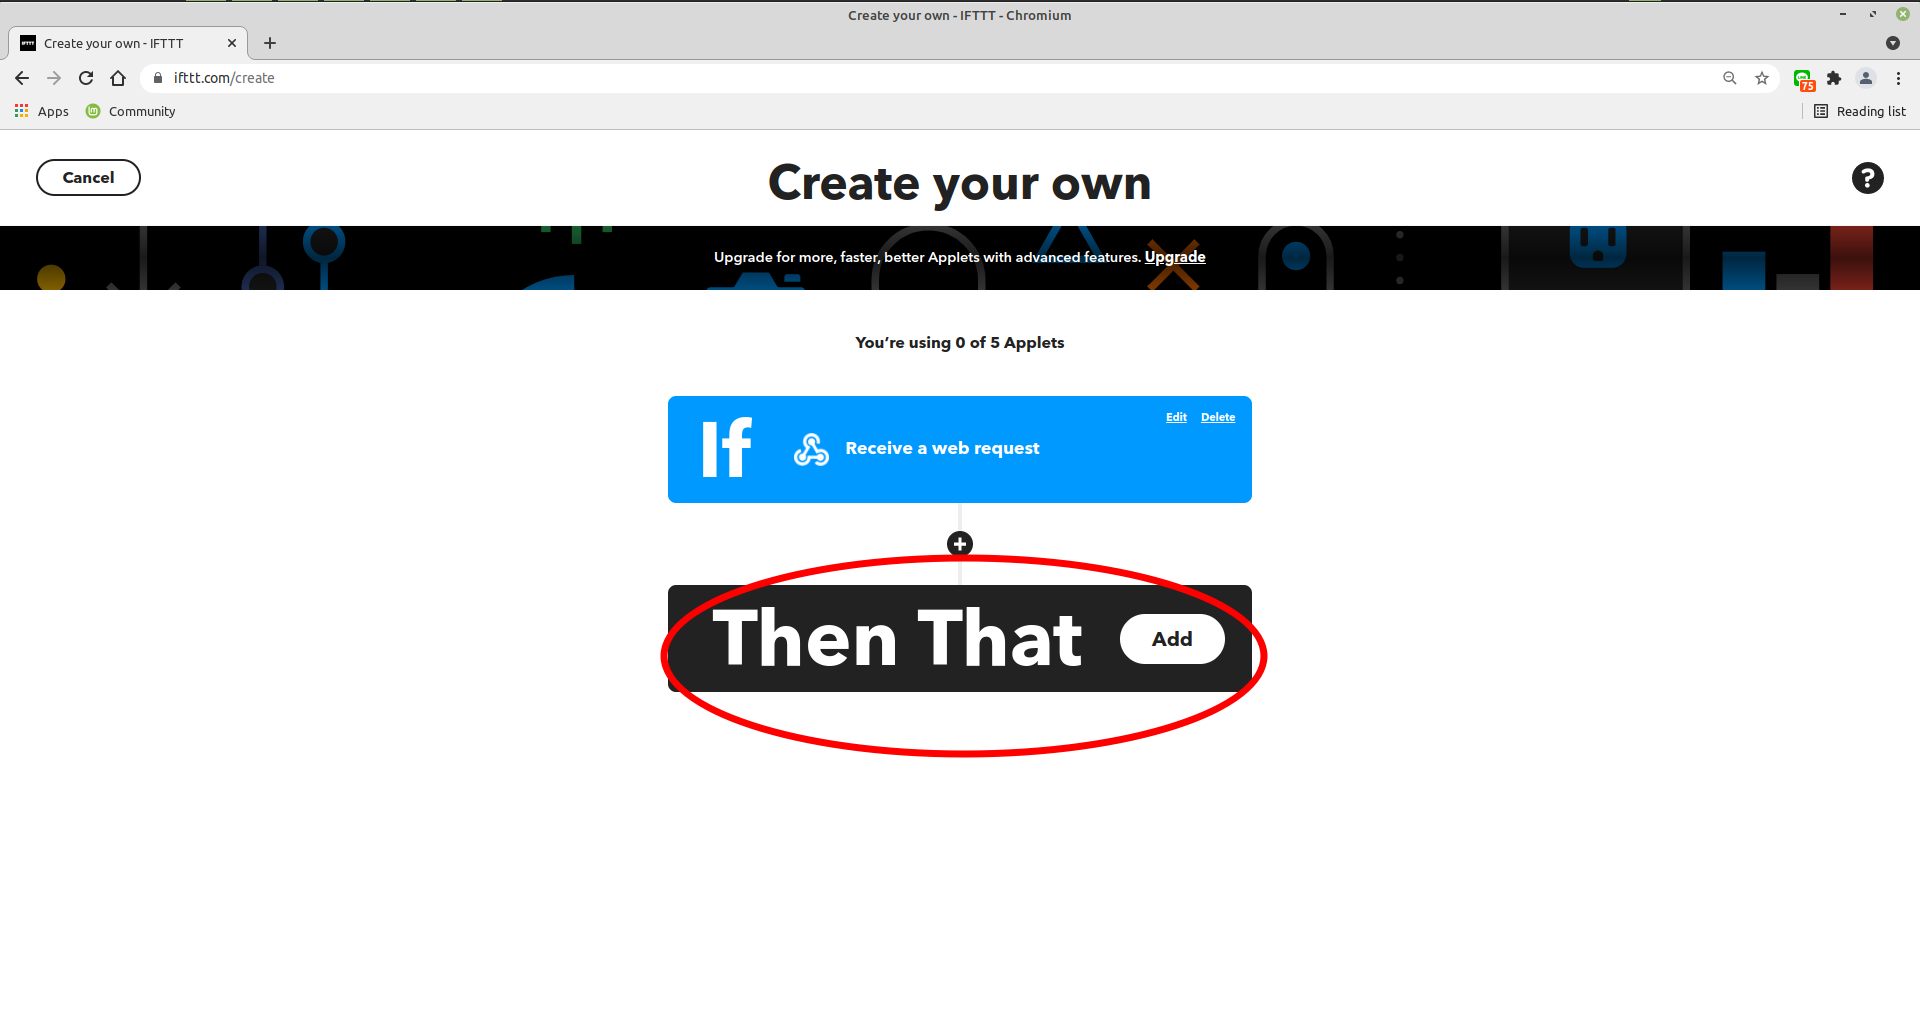 Create your own - IFTTT - Chromium
IFTTT Create your own - IFTTT
ifttt.com/create
75
Apps Community Reading list
Cancel Create your own ?
Upgrade for more, faster, better Applets with advanced features. Upgrade
You're using 0 of 5 Applets
Edit Delete
If Receive a web request
Then That Add